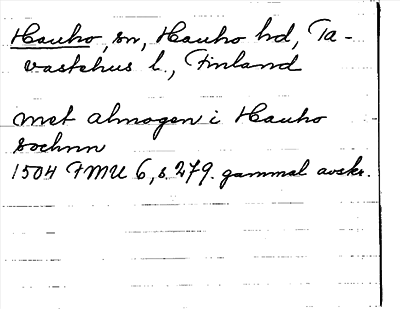 Hauho, sn, Hauho hd, Ta-
vastehus l., Finland
met almogen i Hauho
sochnn
1504 FMU 6, s. 279. gammal avskr.